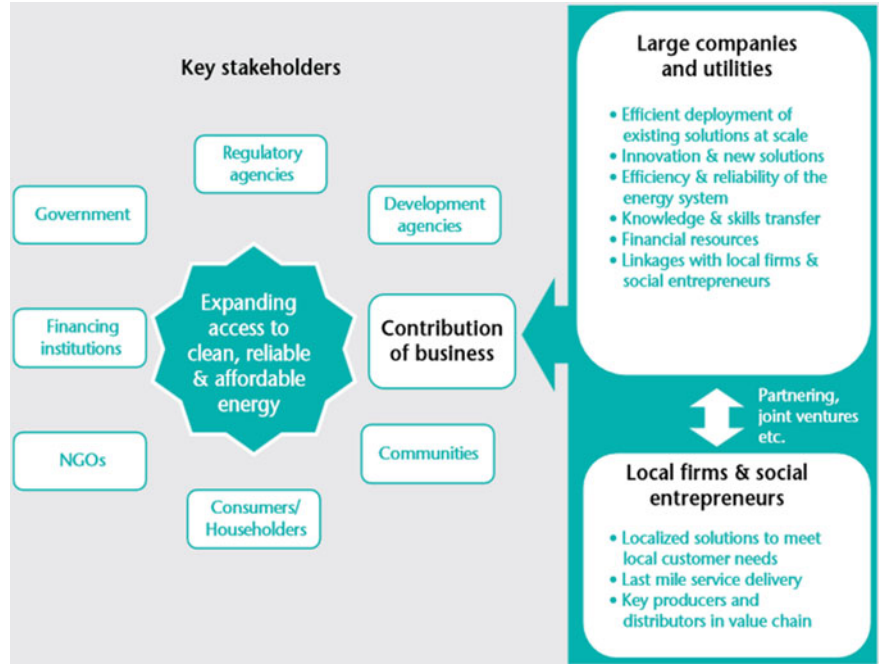 Key stakeholders
Regulatory
agencies
Government
Development
agencies
Financing
institutions
Expanding
access to
clean, reliable
& affordable
energy
Contribution
of business
NGOs
Communities
Consumers/
Householders
Large companies
and utilities
• Efficient deployment of
existing solutions at scale
• Innovation & new solutions
• Efficiency & reliability of the
energy system
• Knowledge & skills transfer
• Financial resources
• Linkages with local firms &
social entrepreneurs
Partnering,
joint ventures
etc.
Local firms & social
entrepreneurs
• Localized solutions to meet
local customer needs
• Last mile service delivery
• Key producers and
distributors in value chain